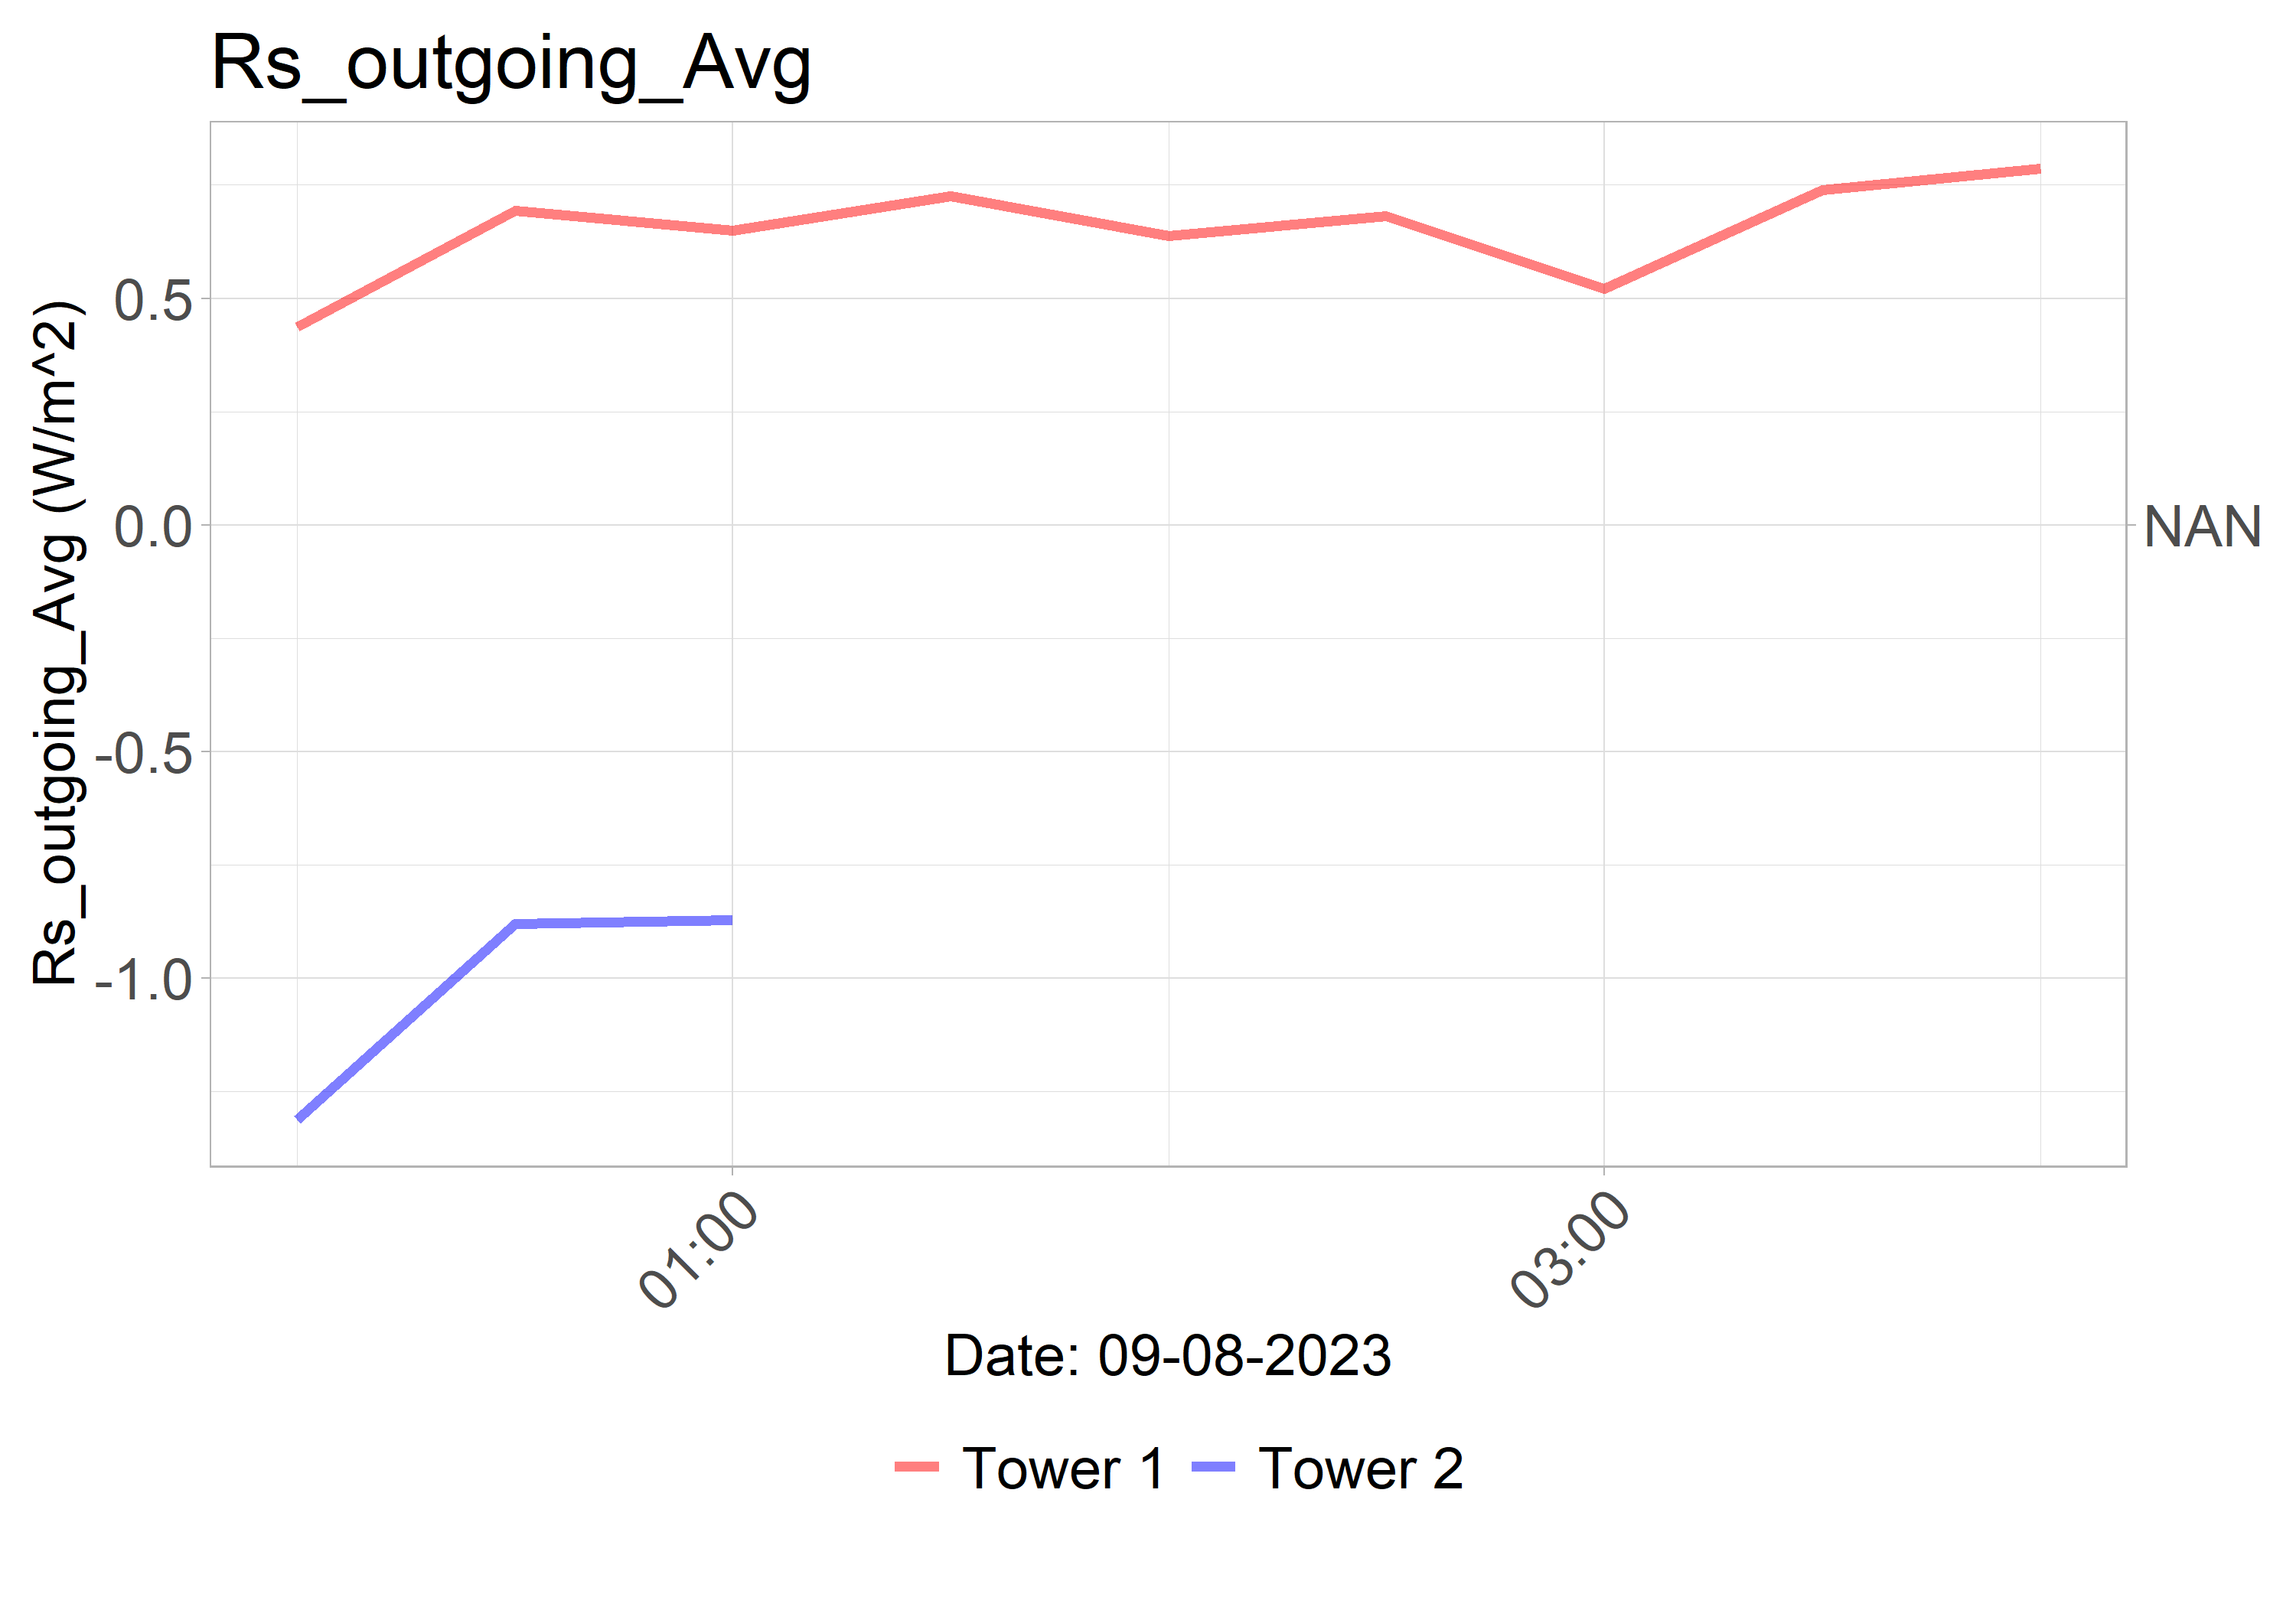 Rs_outgoing_Avg
Rs_outgoing_Avg (W/m^2)
0.5
0.0
-0.5
-1.0
NAN
01:00
03:00
Date: 09-08-2023
Tower 1
Tower 2